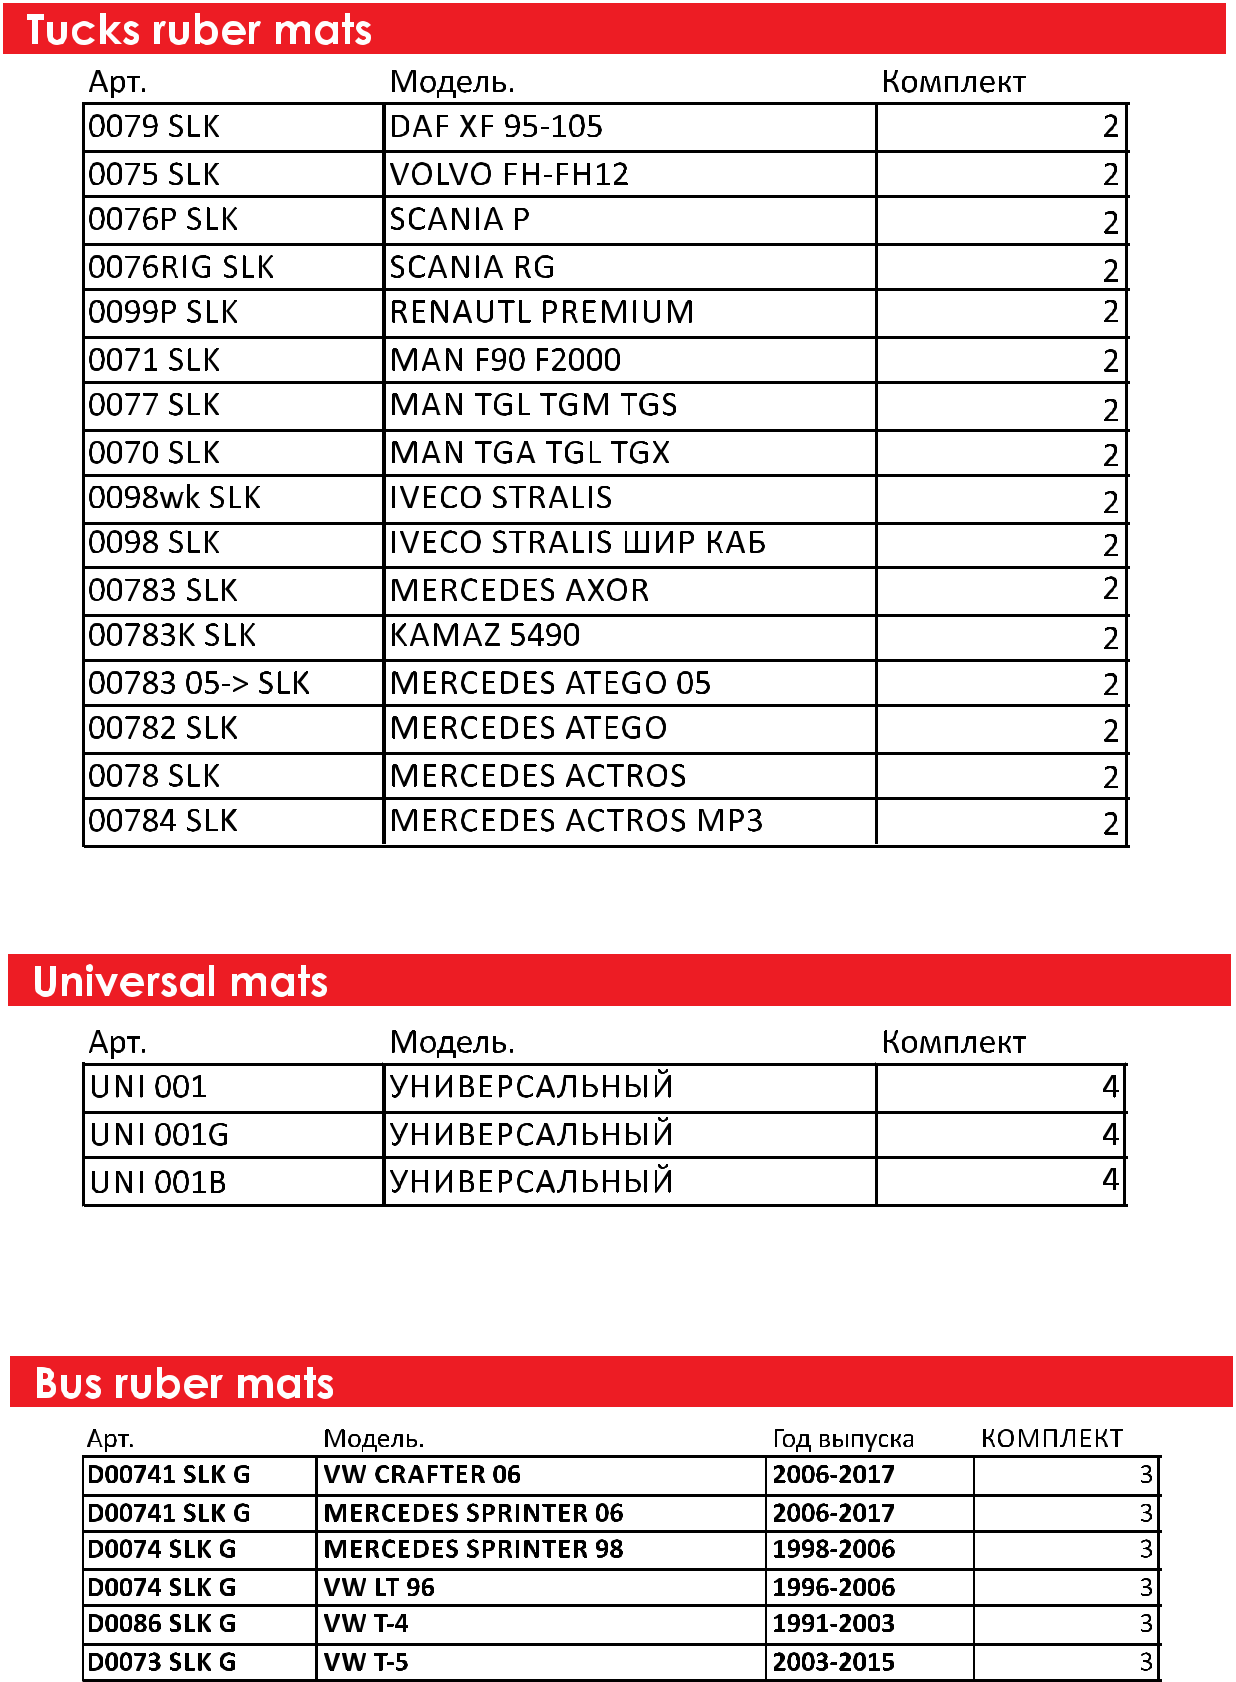 Tucks ruber mats
Арт. Модель. Комплект
0079 SLK DAF XF 95-105 2
0075 SLK VOLVO FH-FH12 2
0076P SLK SCANIA P 2
0076RIG SLK SCANIA RG 2
0099P SLK RENAUTL PREMIUM 2
0071 SLK MAN F90 F2000 2
0077 SLK MAN TGL TGM TGS 2
0070 SLK MAN TGA TGL TGX 2
0098wk SLK IVECO STRALIS 2
0098 SLK IVECO STRALIS ШИР КАБ 2
00783 SLK MERCEDES AXOR 2
00783K SLK KAMAZ 5490 2
00783 05-> SLK MERCEDES ATEGO 05 2
00782 SLK MERCEDES ATEGO 2
0078 SLK MERCEDES ACTROS 2
00784 SLK MERCEDES ACTROS MP3 2
Universal mats
Арт. Модель. Комплект
UNI 001 УНИВЕРСАЛЬНЫЙ 4
UNI 001G УНИВЕРСАЛЬНЫЙ 4
UNI 001B УНИВЕРСАЛЬНЫЙ 4
Bus ruber mats
Арт. Модель. Год выпуска КОМПЛЕКТ
D00741 SLK G VW CRAFTER 06 2006-2017 3
D00741 SLK G MERCEDES SPRINTER 06 2006-2017 3
D0074 SLK G MERCEDES SPRINTER 98 1998-2006 3
D0074 SLK G VW LT 96 1996-2006 3
D0086 SLK G VW T-4 1991-2003 3
D0073 SLK G VW T-5 2003-2015 3